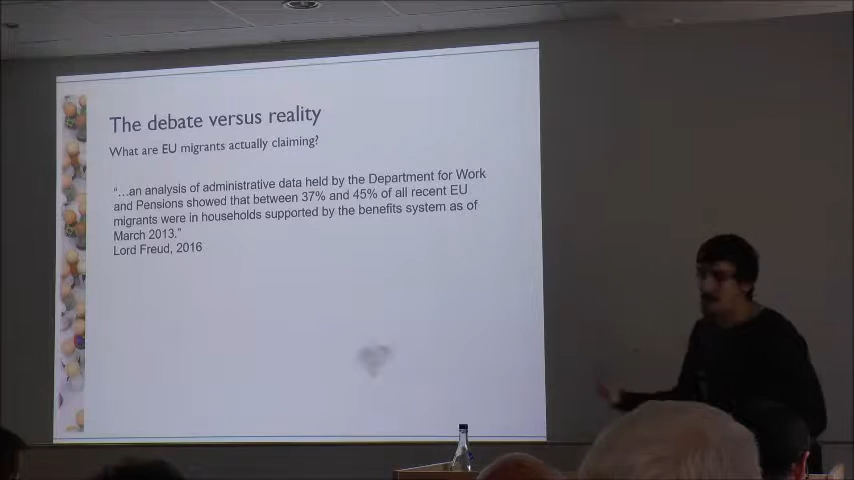 The debate versus reality
What are EU migrants actually claiming?
“...an analysis of administrative data held by the Department for Work
and Pensions showed that between 37% and 45% of all recent EU
migrants were in households supported by the benefits system as of
March 2013.”
Lord Freud, 2016